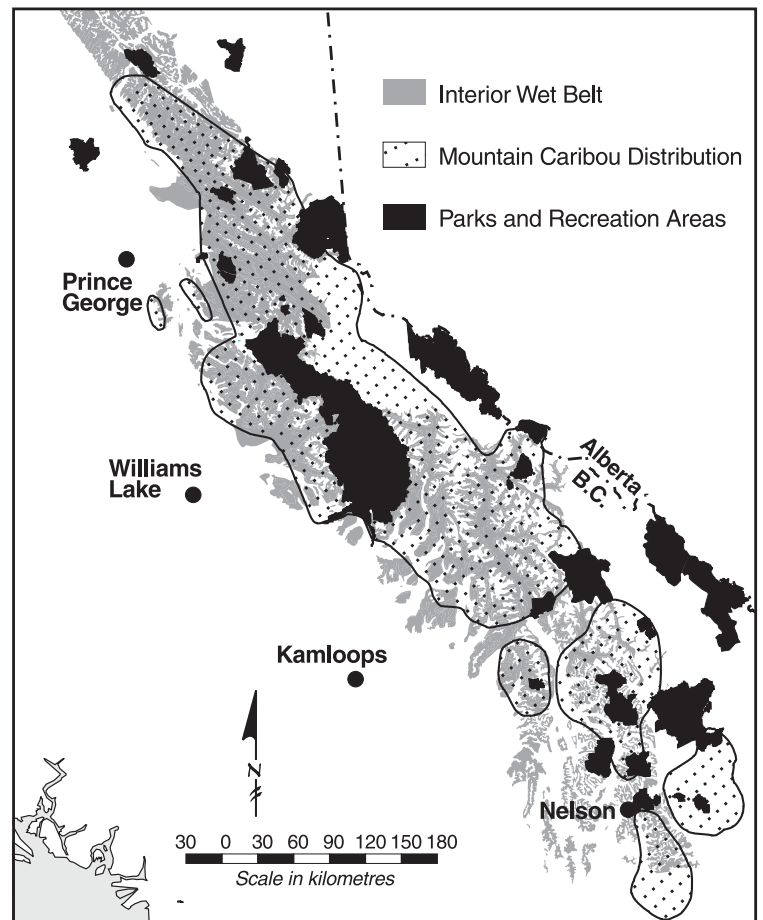 Interior Wet Belt
Mountain Caribou Distribution
Parks and Recreation Areas
Prince
George
Williams
Lake
Alberta
B.C.
Kamloops
N
Nelson
30 0 30 60 90 120 150 180
Scale in kilometres